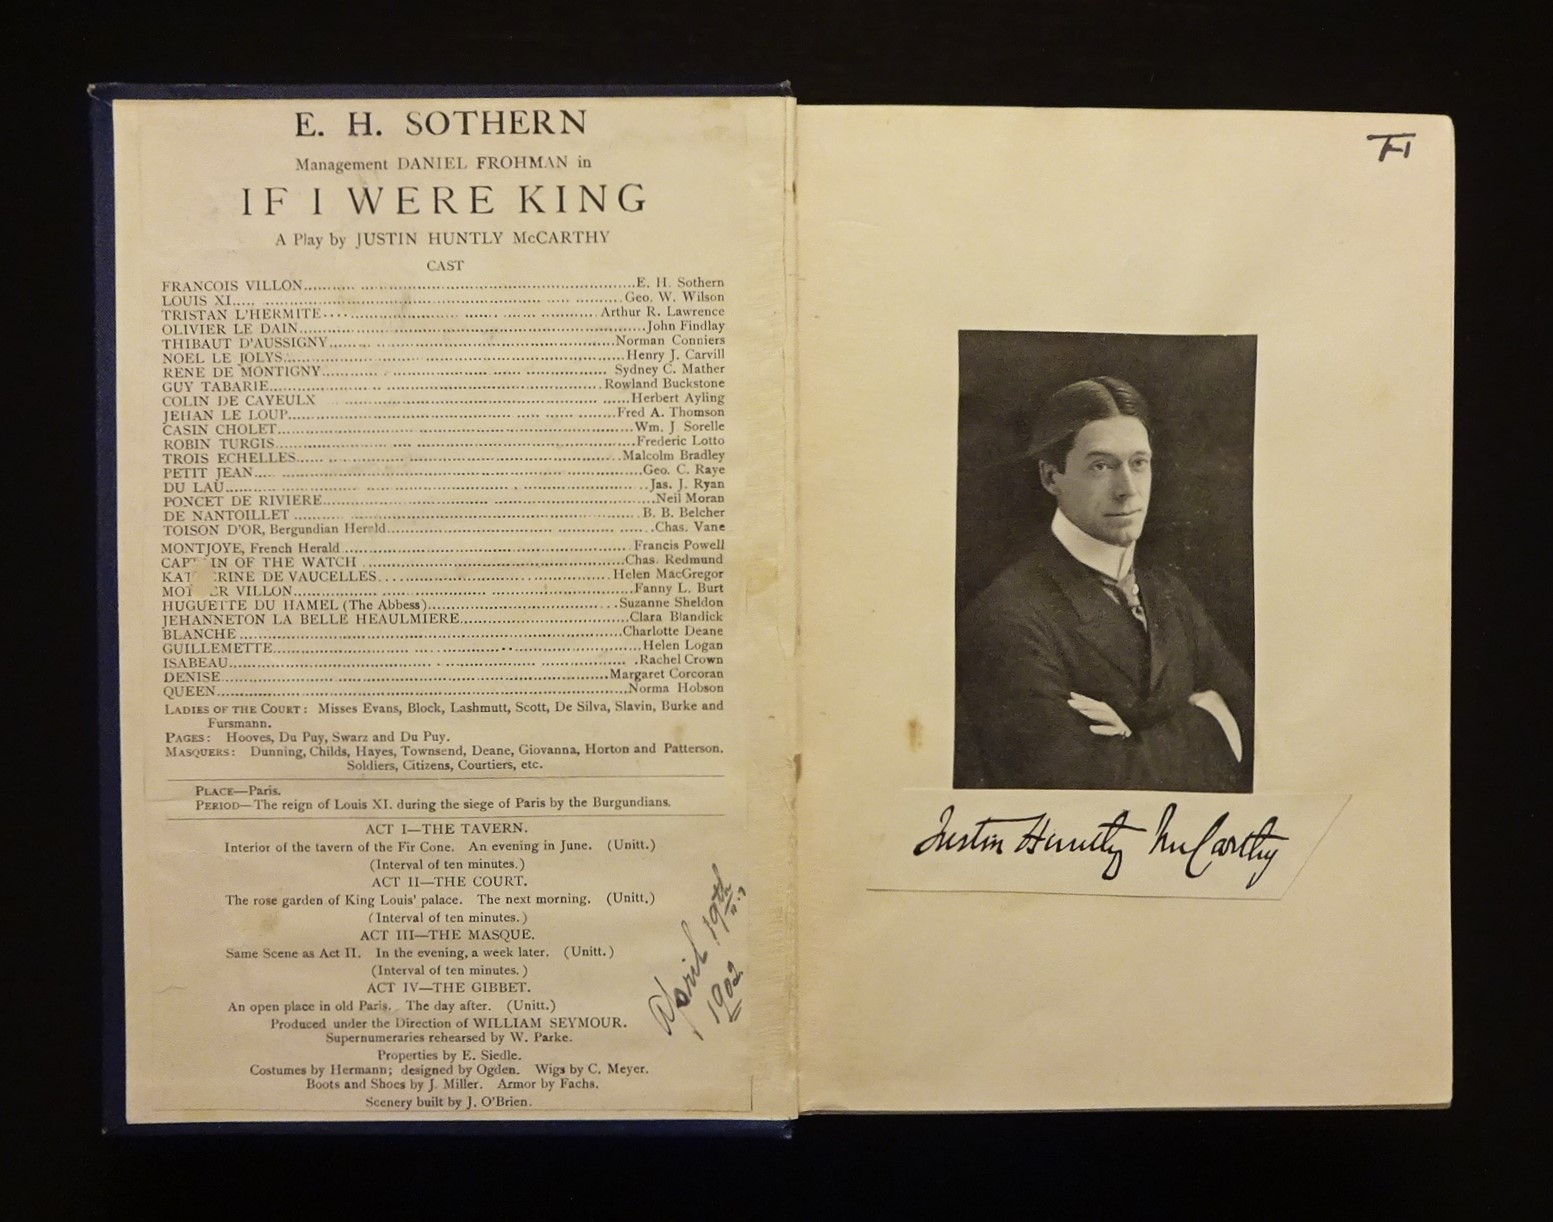 E. H. SOTHERN
Management DANIEL FROHMAN in
IF I WERE KING
A Play by JUSTIN HUNTLY McCARTHY
CAST
FRANCOIS VILLON........E. H. Sothern
LOUIS XI........Geo. W. Wilson
TRISTAN L'HERMITE........Arthur R. Lawrence
OLIVIER LE DAIN........John Findlay
THIBAUT D'AUSSIGNY........Norman Conniers
NOEL LE JOLYS........Henry J. Carvill
RENE DE MONTIGNY........Sydney C. Mather
GUY TABARIE........Rowland Buckstone
COLIN DE CAYEULX ........Herbert Ayling
JEHAN LE LOUP........Fred A. Thomson
CASIN CHOLET........Wm. J. Sorelle
ROBIN TURGIS........Frederic Lotto
TROIS ECHELLES........Malcolm Bradley
PETIT JEAN........Geo. C. Raye
DU LAU........Jas. J. Ryan
PONCET DE RIVIERE........Neil Moran
DE NANTOILLET ........B. B. Belcher
TOISON D'OR, Bergundian Herald........Chas. Vane
MONTJOYE, French Herald ........Francis Powell
CAPT IN OF THE WATCH ........Chas. Redmund
KAT ERINE DE VAUCELLES........Helen MacGregor
MOT ER VILLON........Fanny L. Burt
HUGUETTE DU HAMEL (The Abbess)........Suzanne Sheldon
JEHANNETON LA BELLE HEAULMIERE........Clara Blandick
BLANCHE ........Charlotte Deane
GUILLEMETTE........Helen Logan
ISABEAU........Rachel Crown
DENISE........Margaret Corcoran
QUEEN........Norma Hobson
LADIES OF THE COURT: Misses Evans, Block, Lashmutt, Scott, De Silva, Slavin, Burke and
Fursmann.
PAGES: Hooves, Du Puy, Swarz and Du Puy.
MASQUERS: Dunning, Childs, Hayes, Townsend, Deane, Giovanna, Horton and Patterson.
Soldiers, Citizens, Courtiers, etc.
PLACE—Paris.
PERIOD—The reign of Louis XI. during the siege of Paris by the Burgundians.
ACT I—THE TAVERN.
Interior of the tavern of the Fir Cone. An evening in June. (Unitt.)
(Interval of ten minutes.)
ACT II—THE COURT.
The rose garden of King Louis' palace. The next morning. (Unitt.)
(Interval of ten minutes.)
ACT III—THE MASQUE.
Same Scene as Act II. In the evening, a week later. (Unitt.)
(Interval of ten minutes.)
ACT IV—THE GIBBET.
An open place in old Paris. The day after. (Unitt.)
Produced under the Direction of WILLIAM SEYMOUR.
Supernumeraries rehearsed by W. Parke.
Properties by E. Siedle.
Costumes by Hermann; designed by Ogden. Wigs by C. Meyer.
Boots and Shoes by J. Miller. Armor by Fachs.
Scenery built by J. O'Brien.
April 19th
1902
Justin Huntly McCarthy